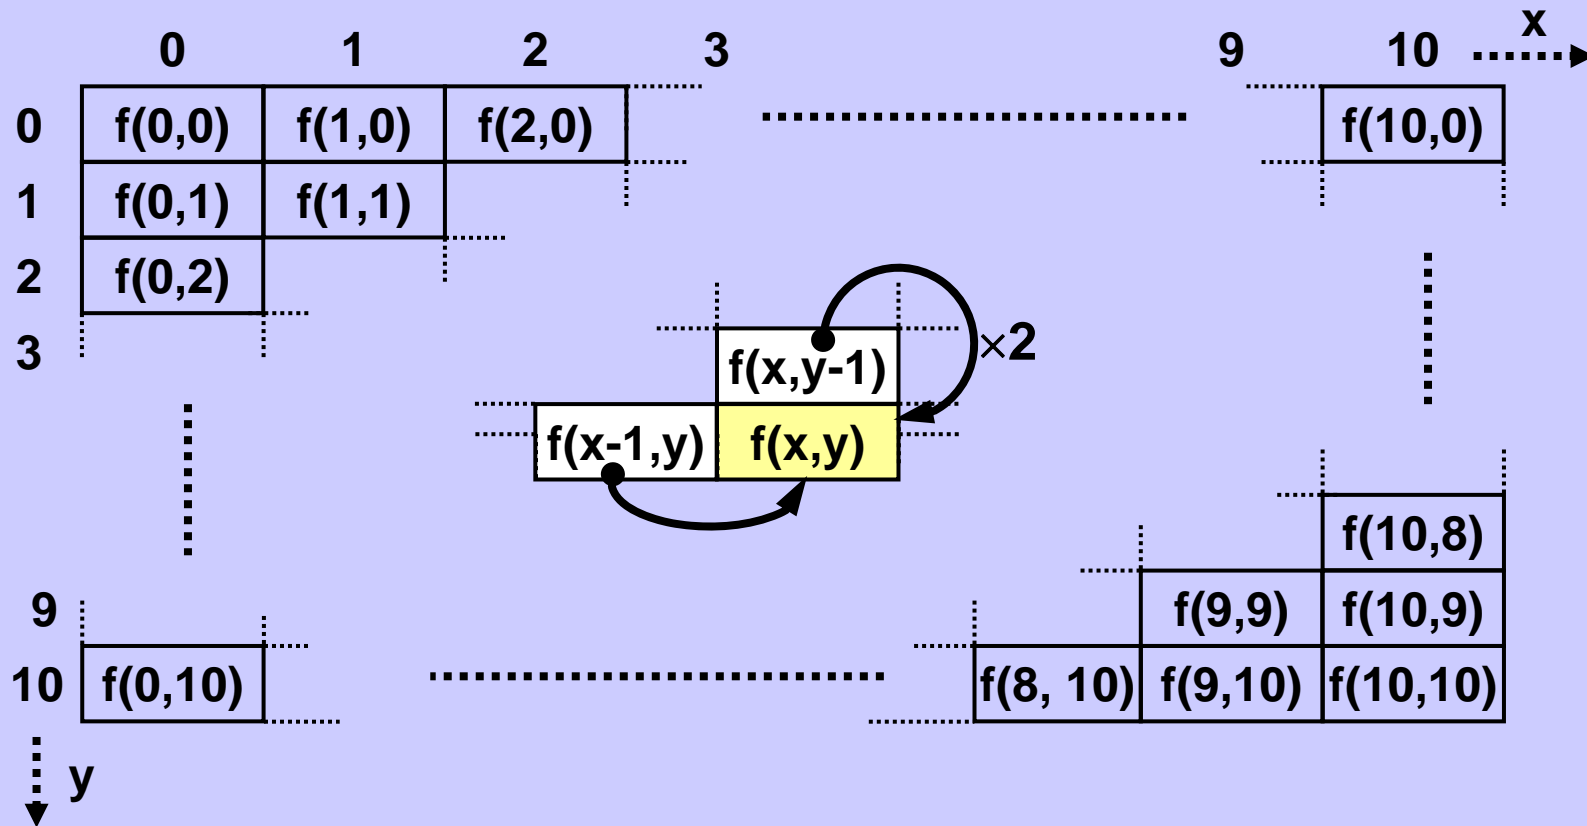 x
0 1 2 3 9 10
0 f(0,0) f(1,0) f(2,0) f(10,0)
1 f(0,1) f(1,1)
2 f(0,2)
3 ×2
f(x,y-1)
f(x-1,y) f(x,y)
f(10,8)
9 f(9,9) f(10,9)
10 f(0,10) f(8, 10) f(9,10) f(10,10)
y